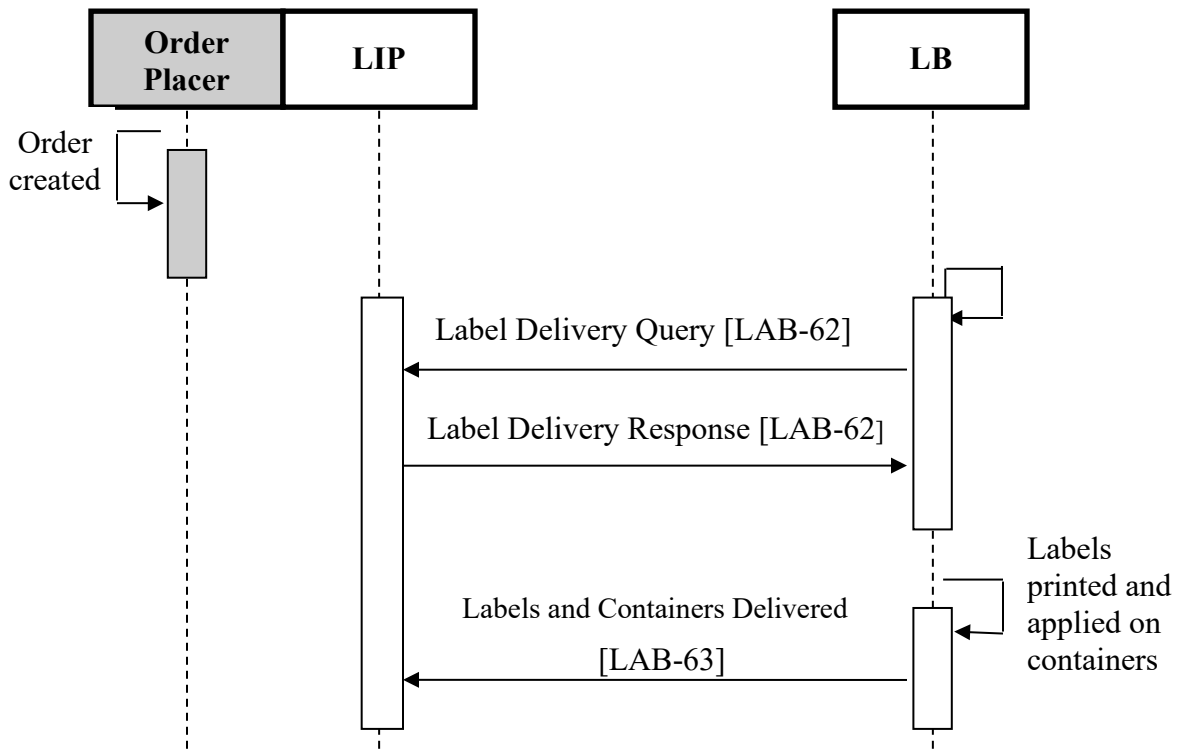 Order
Placer
LIP
LB
Order
created
Label Delivery Query [LAB-62]
Label Delivery Response [LAB-62]
Labels
printed and
applied on
containers
Labels and Containers Delivered
[LAB-63]